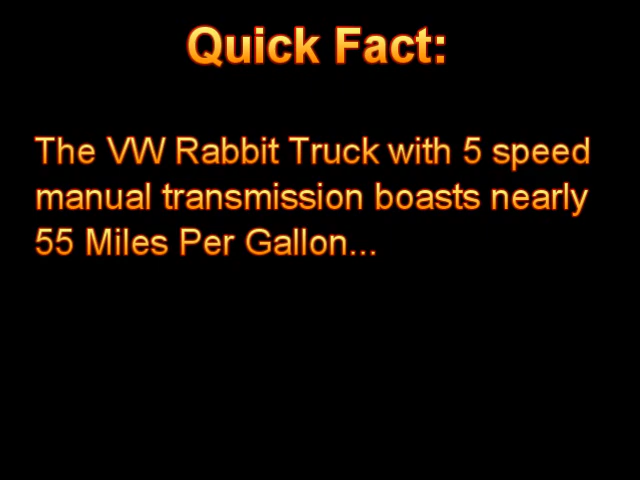 Quick Fact:
The VW Rabbit Truck with 5 speed
manual transmission boasts nearly
55 Miles Per Gallon...